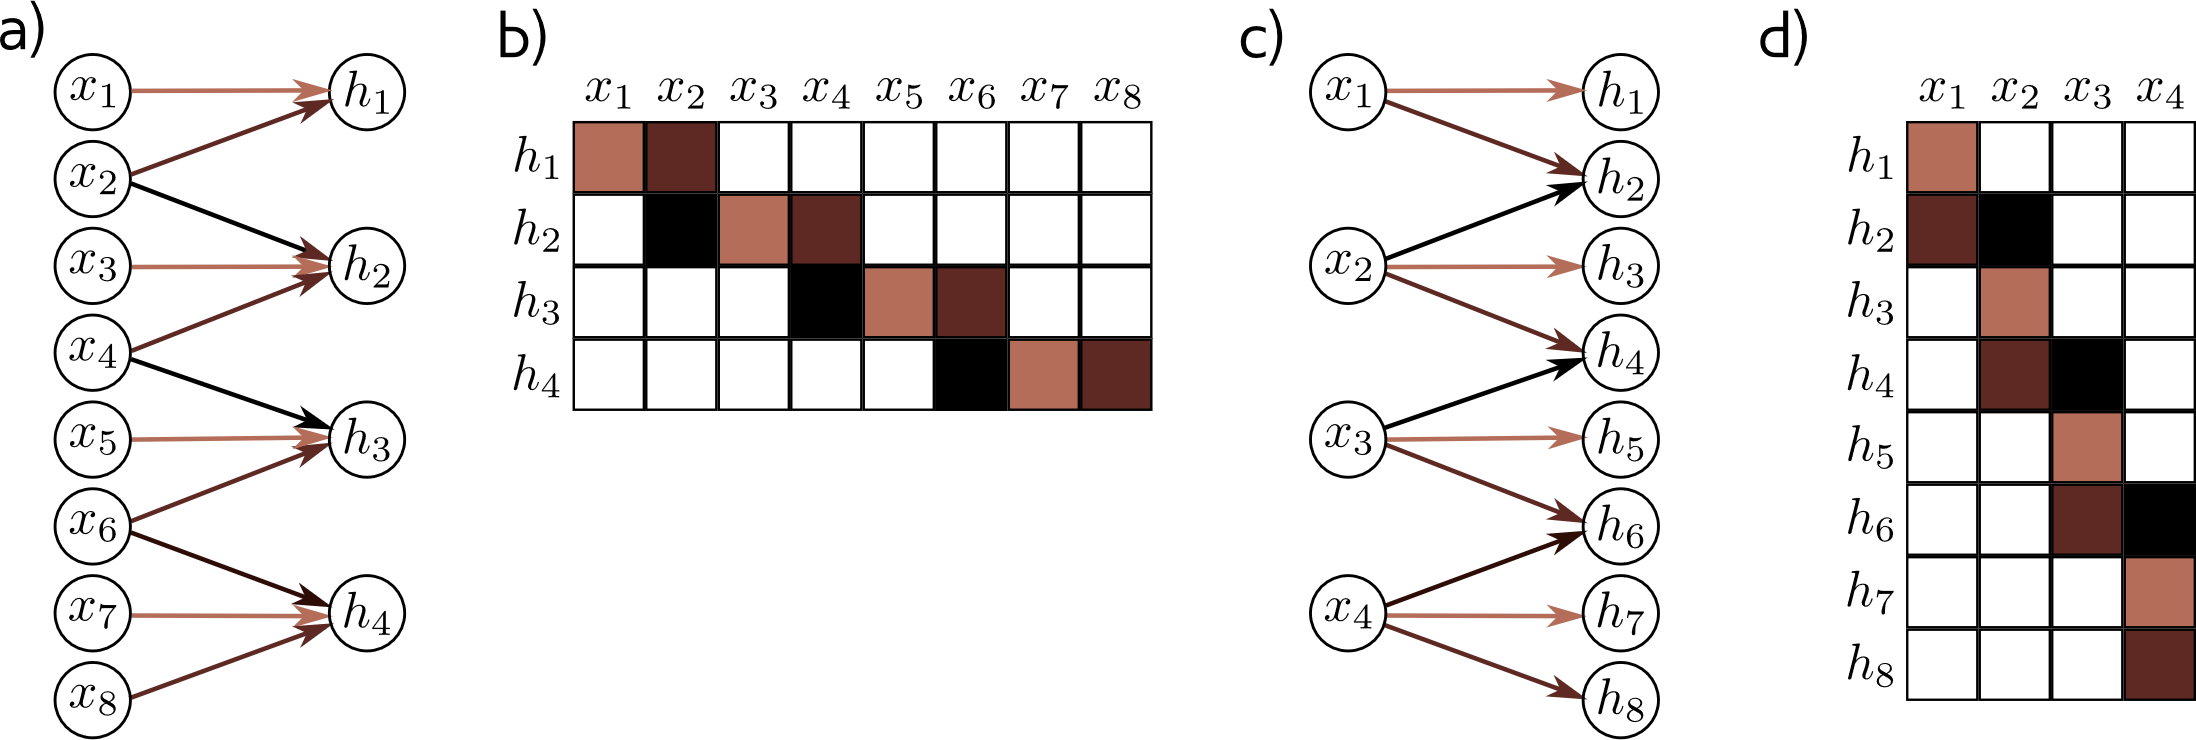 a)
x1
x2
x3
x4
x5
x6
x7
x8
h1
h2
h3
h4
b)
x1 x2 x3 x4 x5 x6 x7 x8
h1
h2
h3
h4
c)
x1
x2
x3
x4
h1
h2
h3
h4
h5
h6
h7
h8
d)
x1 x2 x3 x4
h1
h2
h3
h4
h5
h6
h7
h8